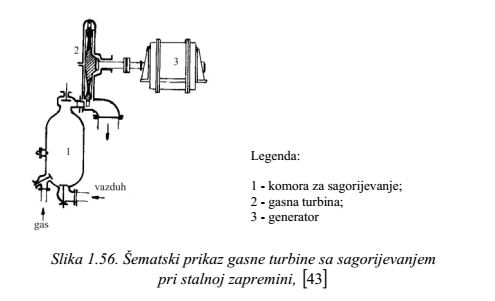 2
3
1
vazduh
gas
Legenda:
1 - komora za sagorijevanje;
2 - gasna turbina;
3 - generator
Slika 1.56. Šematski prikaz gasne turbine sa sagorijevanjem
pri stalnoj zapremini, [43]